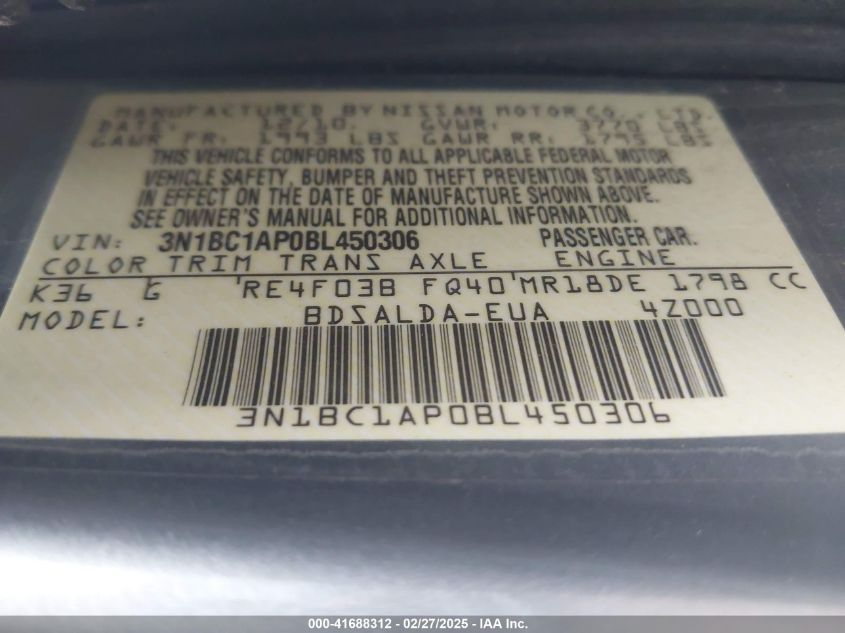 MANUFACTURED BY NISSAN MOTOR CO., LTD.
DATE: 12/10 GVWR: 3770 LBS
GAWR FR: 1993 LBS GAWR RR: 1795 LBS
THIS VEHICLE CONFORMS TO ALL APPLICABLE FEDERAL MOTOR
VEHICLE SAFETY, BUMPER AND THEFT PREVENTION STANDARDS
IN EFFECT ON THE DATE OF MANUFACTURE SHOWN ABOVE.
SEE OWNER'S MANUAL FOR ADDITIONAL INFORMATION.
VIN: 3N1BC1AP0BL450306 PASSENGER CAR.
COLOR TRIM TRANS AXLE ENGINE
K36 G 'RE4F03B FQ40'MR18DE 1798 CC
MODEL: BDSALDA-EUA 4Z000
3N1BC1AP0BL450306
000-41688312 - 02/27/2025 - IAA Inc.